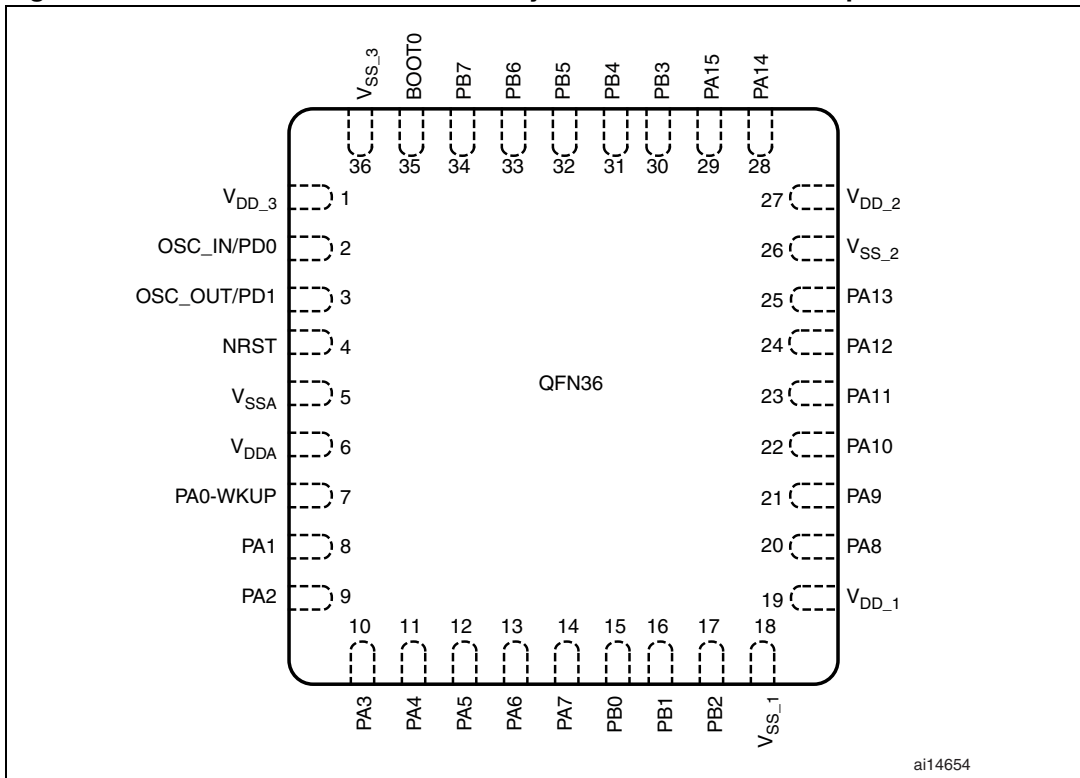 VSS_3
BOOT0
PB7
PB6
PB5
PB4
PB3
PA15
PA14
36
35
34
33
32
31
30
29
28
VDD_3
1
27
VDD_2
OSC_IN/PD0
2
26
VSS_2
OSC_OUT/PD1
3
25
PA13
NRST
4
24
PA12
QFN36
VSSA
5
23
PA11
VDDA
6
22
PA10
PA0-WKUP
7
21
PA9
PA1
8
20
PA8
PA2
9
19
VDD_1
10
11
12
13
14
15
16
17
18
PA3
PA4
PA5
PA6
PA7
PB0
PB1
PB2
VSS_1
ai14654